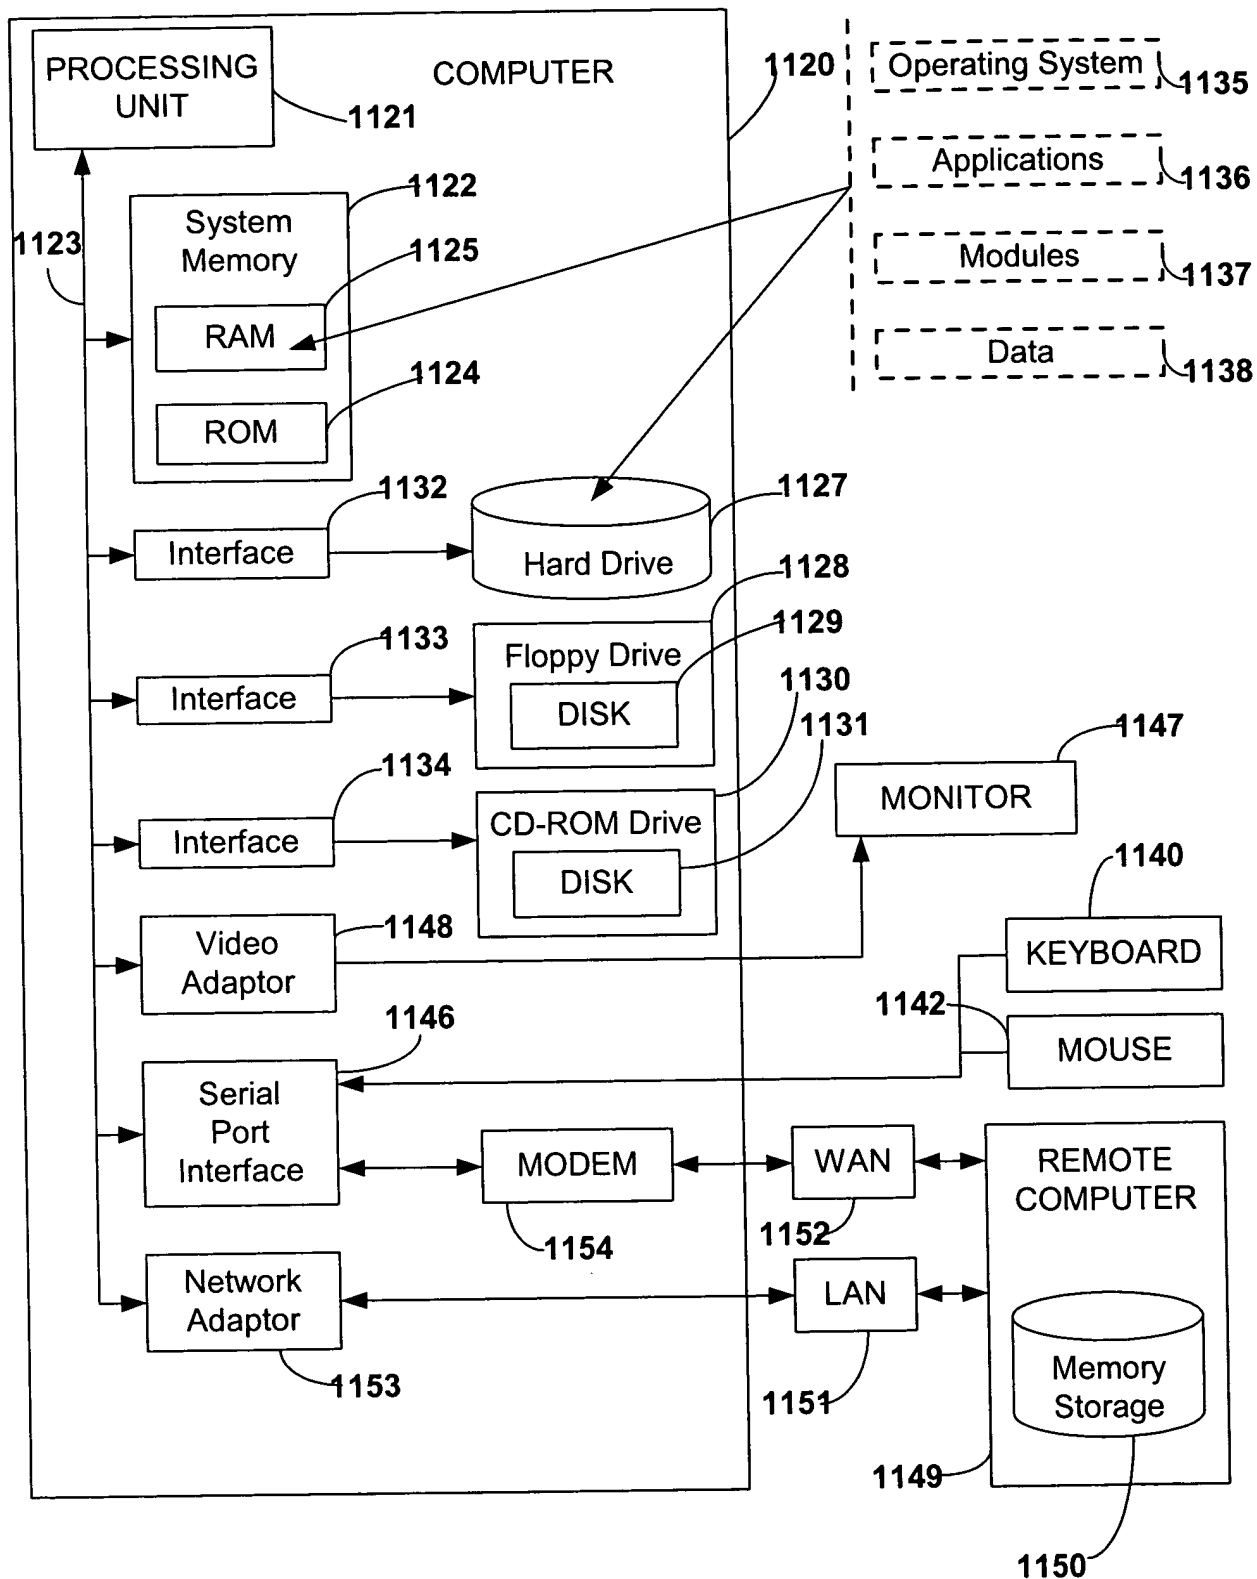 PROCESSING
UNIT
1121
COMPUTER
1120
Operating System
1135
Applications
1136
Modules
1137
Data
1138
1122
System
Memory
1123
1125
RAM
1124
ROM
1132
Interface
1127
Hard Drive
1128
1133
Interface
Floppy Drive
1129
DISK
1130
1134
Interface
CD-ROM Drive
1131
DISK
1147
MONITOR
1148
Video
Adaptor
1140
KEYBOARD
1142
MOUSE
1146
Serial
Port
Interface
MODEM
1154
WAN
1152
REMOTE
COMPUTER
Network
Adaptor
1153
LAN
1151
Memory
Storage
1149
1150